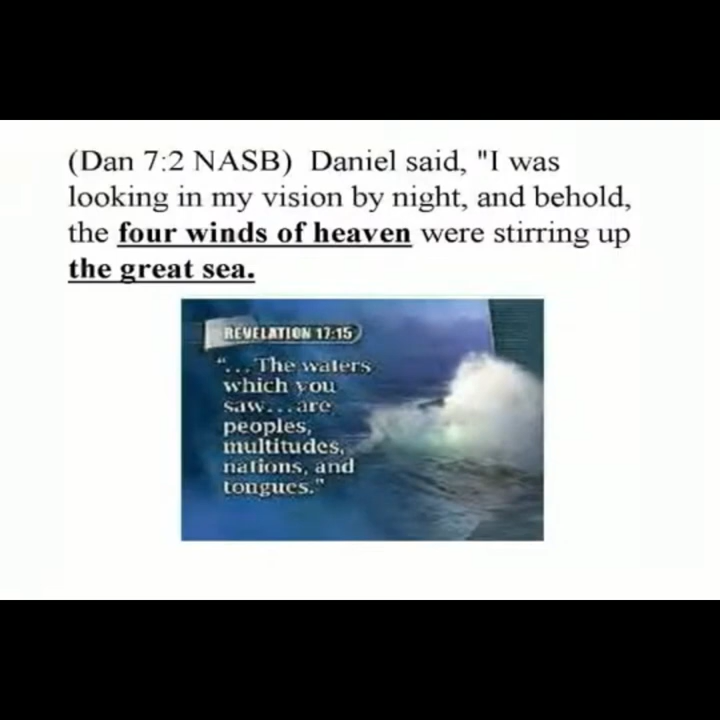 (Dan 7:2 NASB) Daniel said, "I was
looking in my vision by night, and behold,
the four winds of heaven were stirring up
the great sea.
REVELATION 17:15
"... The waters
which you
saw...are
peoples,
multitudes,
nations, and
tongues."